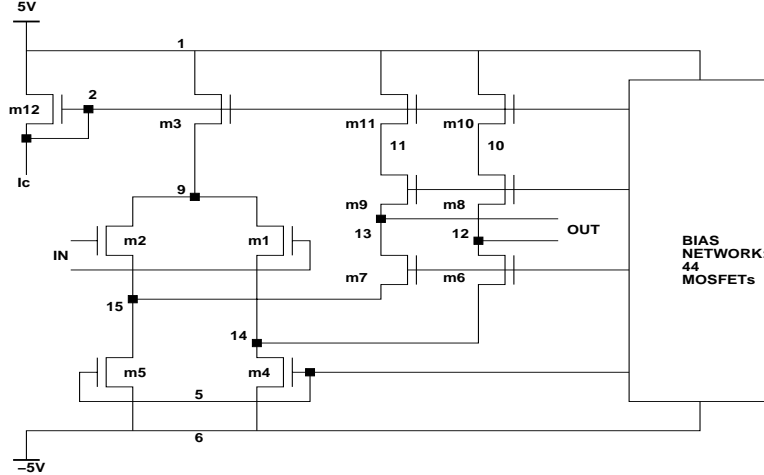 5V
1
2
m12
m3
m11
m10
11
10
Ic
9
m9
m8
m2
m1
13
12
OUT
IN
BIAS
NETWORK:
44
MOSFETs
m7
m6
15
14
m5
m4
5
6
–5V